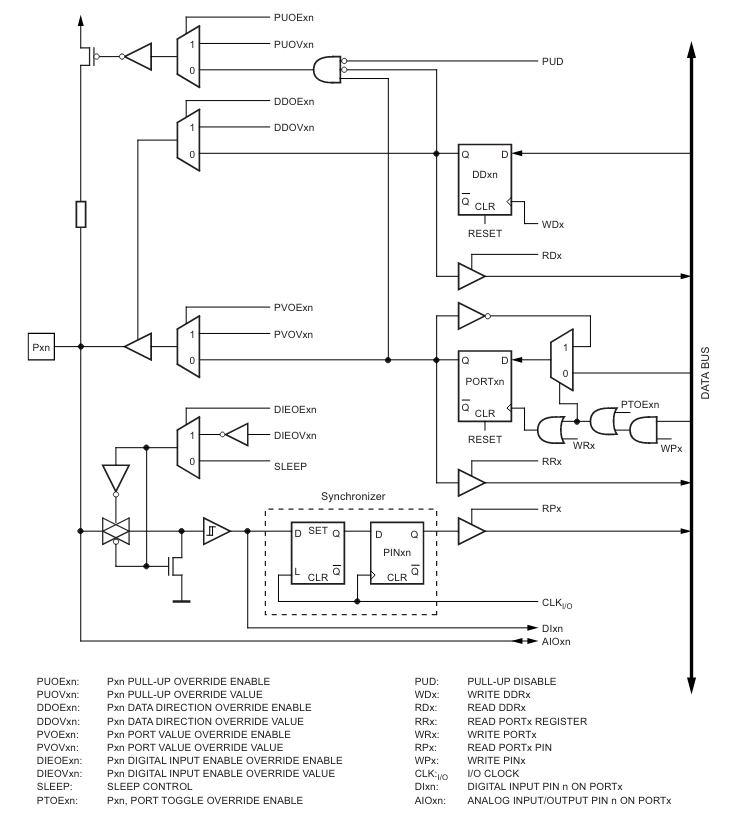 PUOExn
PUOVxn
1
0
PUD
DDOExn
DDOVxn
1
0
Q D
DDxn
Q
CLR
WDx
RESET
RDx
PVOExn
PVOVxn
1
0
Pxn
1
0
Q D
PORTxn
Q
CLR
RESET
PTOExn
WRx
WPx
DATA BUS
DIEOExn
DIEOVxn
1
0
SLEEP
RRx
Synchronizer
RPx
D SET Q
L Q
CLR
D Q
PINxn
Q
CLR
CLK I/O
DIxn
AIOxn
PUOExn: Pxn PULL-UP OVERRIDE ENABLE
PUOVxn: Pxn PULL-UP OVERRIDE VALUE
DDOExn: Pxn DATA DIRECTION OVERRIDE ENABLE
DDOVxn: Pxn DATA DIRECTION OVERRIDE VALUE
PVOExn: Pxn PORT VALUE OVERRIDE ENABLE
PVOVxn: Pxn PORT VALUE OVERRIDE VALUE
DIEOExn: Pxn DIGITAL INPUT ENABLE OVERRIDE ENABLE
DIEOVxn: Pxn DIGITAL INPUT ENABLE OVERRIDE VALUE
SLEEP: SLEEP CONTROL
PTOExn: Pxn, PORT TOGGLE OVERRIDE ENABLE
PUD: PULL-UP DISABLE
WDx: WRITE DDRx
RDx: READ DDRx
RRx: READ PORTx REGISTER
WRx: WRITE PORTx
RPx: READ PORTx PIN
WPx: WRITE PINx
CLK: I/O I/O CLOCK
DIxn: DIGITAL INPUT PIN n ON PORTx
AIOxn: ANALOG INPUT/OUTPUT PIN n ON PORTx